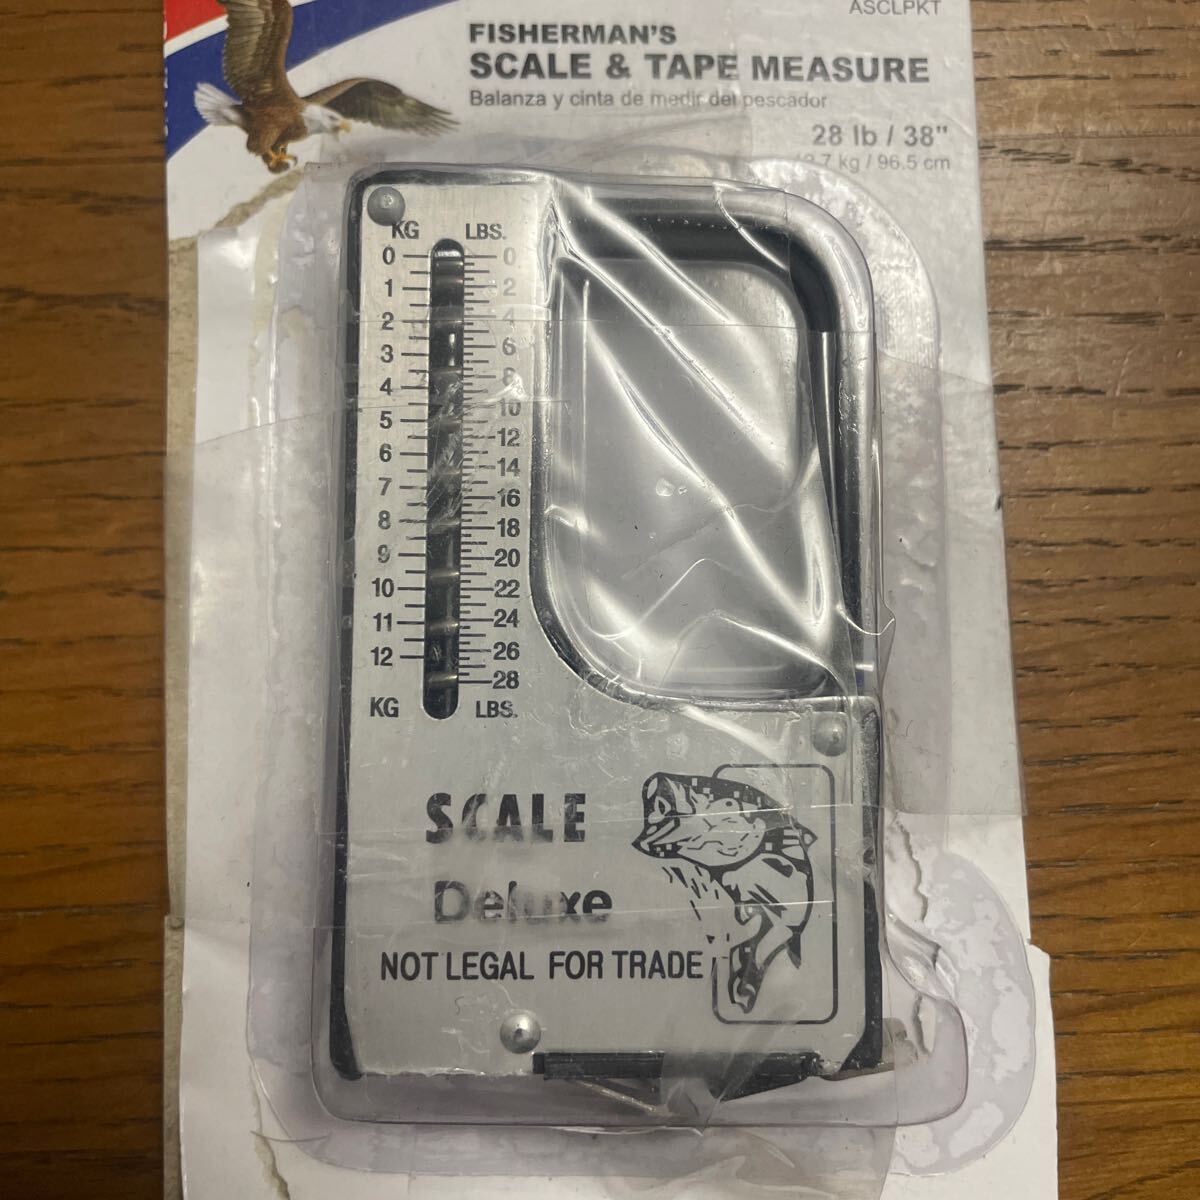 ASCLPKT
FISHERMAN'S
SCALE & TAPE MEASURE
Balanza y cinta de medir del pescador
28 lb / 38"
kg / 96.5 cm
KG LBS.
0 0
1 2
2 4
3 6
4 8
5 10
6 12
7 14
8 16
9 18
10 20
11 22
12 24
26
28
KG LBS.
SCALE
Deluxe
NOT LEGAL FOR TRADE